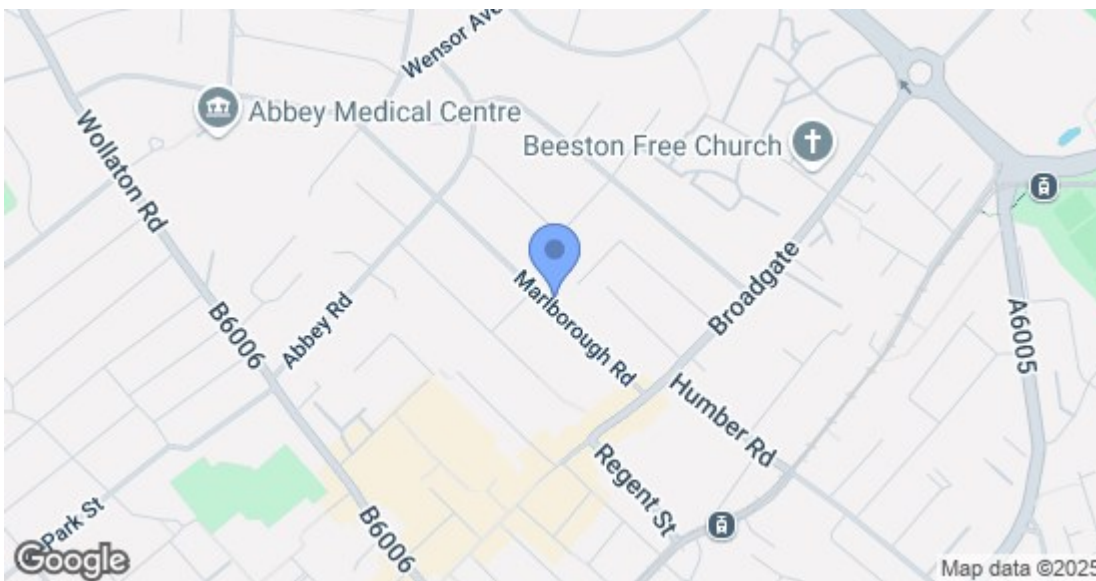 Wensor Ave
Abbey Medical Centre
Beeston Free Church
Wollaton Rd
Marlborough Rd
Broadgate
B6006
Abbey Rd
A6005
Humber Rd
Regent St
Park St
B6006
Google
Map data ©2025